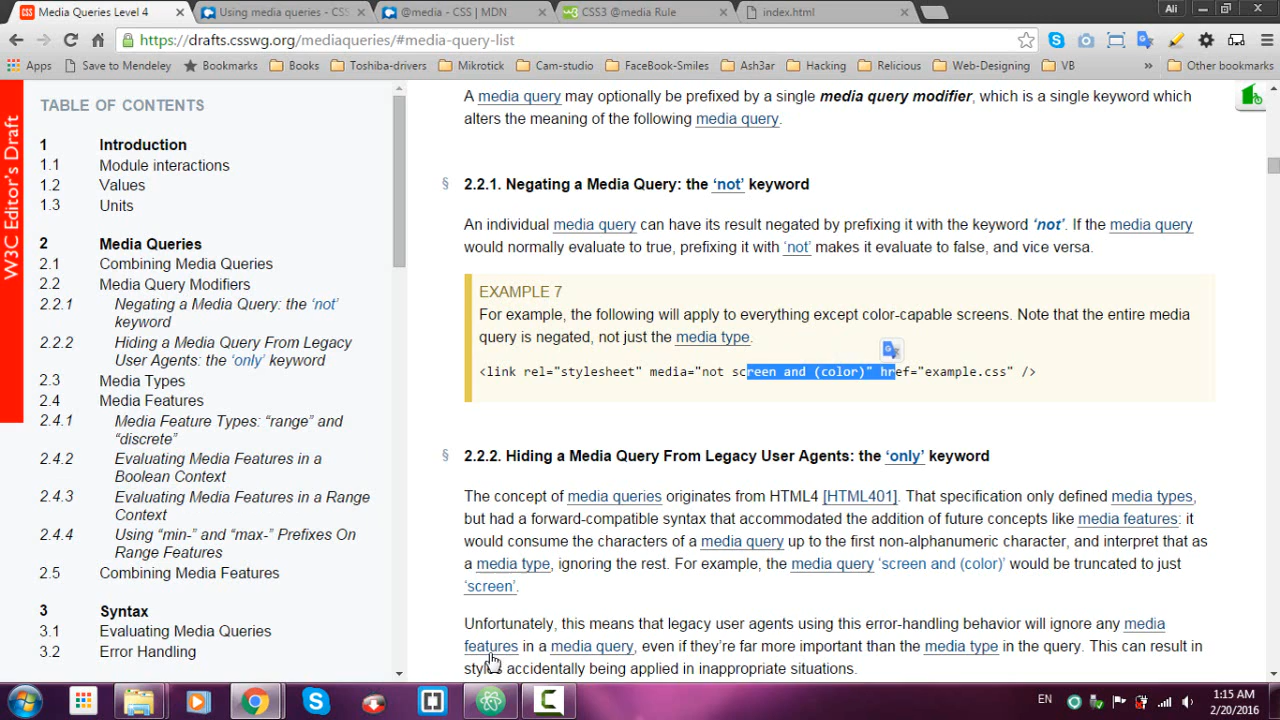 Media Queries Level 4
Using media queries - CSS
@media - CSS | MDN
CSS3 @media Rule
index.html
Ali
https://drafts.csswg.org/mediaqueries/#media-query-list
Apps
Save to Mendeley
Bookmarks
Books
Toshiba-drivers
Mikrotick
Cam-studio
FaceBook-Smiles
Ash3ar
Hacking
Relicious
Web-Designing
VB
»
Other bookmarks
W3C Editor's Draft
TABLE OF CONTENTS
1 Introduction
1.1 Module interactions
1.2 Values
1.3 Units
2 Media Queries
2.1 Combining Media Queries
2.2 Media Query Modifiers
2.2.1 Negating a Media Query: the ‘not’
keyword
2.2.2 Hiding a Media Query From Legacy
User Agents: the ‘only’ keyword
2.3 Media Types
2.4 Media Features
2.4.1 Media Feature Types: “range” and
“discrete”
2.4.2 Evaluating Media Features in a
Boolean Context
2.4.3 Evaluating Media Features in a Range
Context
2.4.4 Using “min-” and “max-” Prefixes On
Range Features
2.5 Combining Media Features
3 Syntax
3.1 Evaluating Media Queries
3.2 Error Handling
A media query may optionally be prefixed by a single media query modifier, which is a single keyword which
alters the meaning of the following media query.
§ 2.2.1. Negating a Media Query: the ‘not’ keyword
An individual media query can have its result negated by prefixing it with the keyword ‘not’. If the media query
would normally evaluate to true, prefixing it with ‘not’ makes it evaluate to false, and vice versa.
EXAMPLE 7
For example, the following will apply to everything except color-capable screens. Note that the entire media
query is negated, not just the media type.
<link rel="stylesheet" media="not screen and (color)" href="example.css" />
§ 2.2.2. Hiding a Media Query From Legacy User Agents: the ‘only’ keyword
The concept of media queries originates from HTML4 [HTML401]. That specification only defined media types,
but had a forward-compatible syntax that accommodated the addition of future concepts like media features: it
would consume the characters of a media query up to the first non-alphanumeric character, and interpret that as
a media type, ignoring the rest. For example, the media query ‘screen and (color)’ would be truncated to just
‘screen’.
Unfortunately, this means that legacy user agents using this error-handling behavior will ignore any media
features in a media query, even if they’re far more important than the media type in the query. This can result in
styles accidentally being applied in inappropriate situations.
EN
1:15 AM
2/20/2016